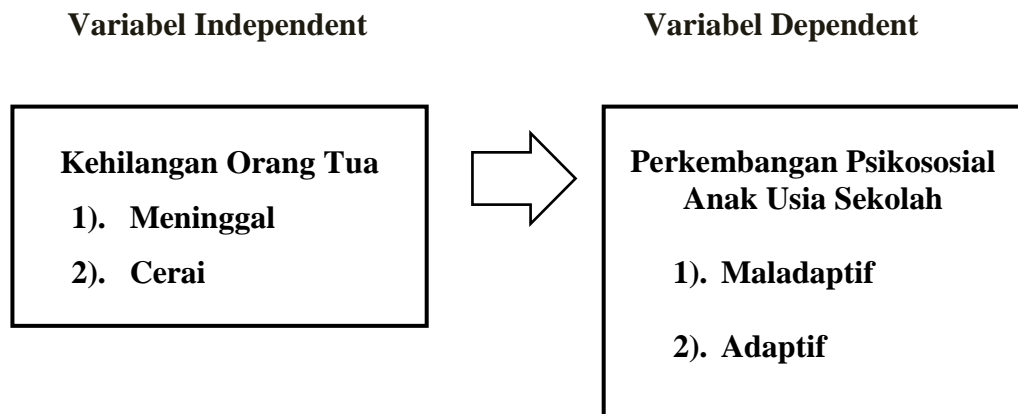 Variabel Independent
Variabel Dependent
Kehilangan Orang Tua
1). Meninggal
2). Cerai
Perkembangan Psikososial
Anak Usia Sekolah
1). Maladaptif
2). Adaptif